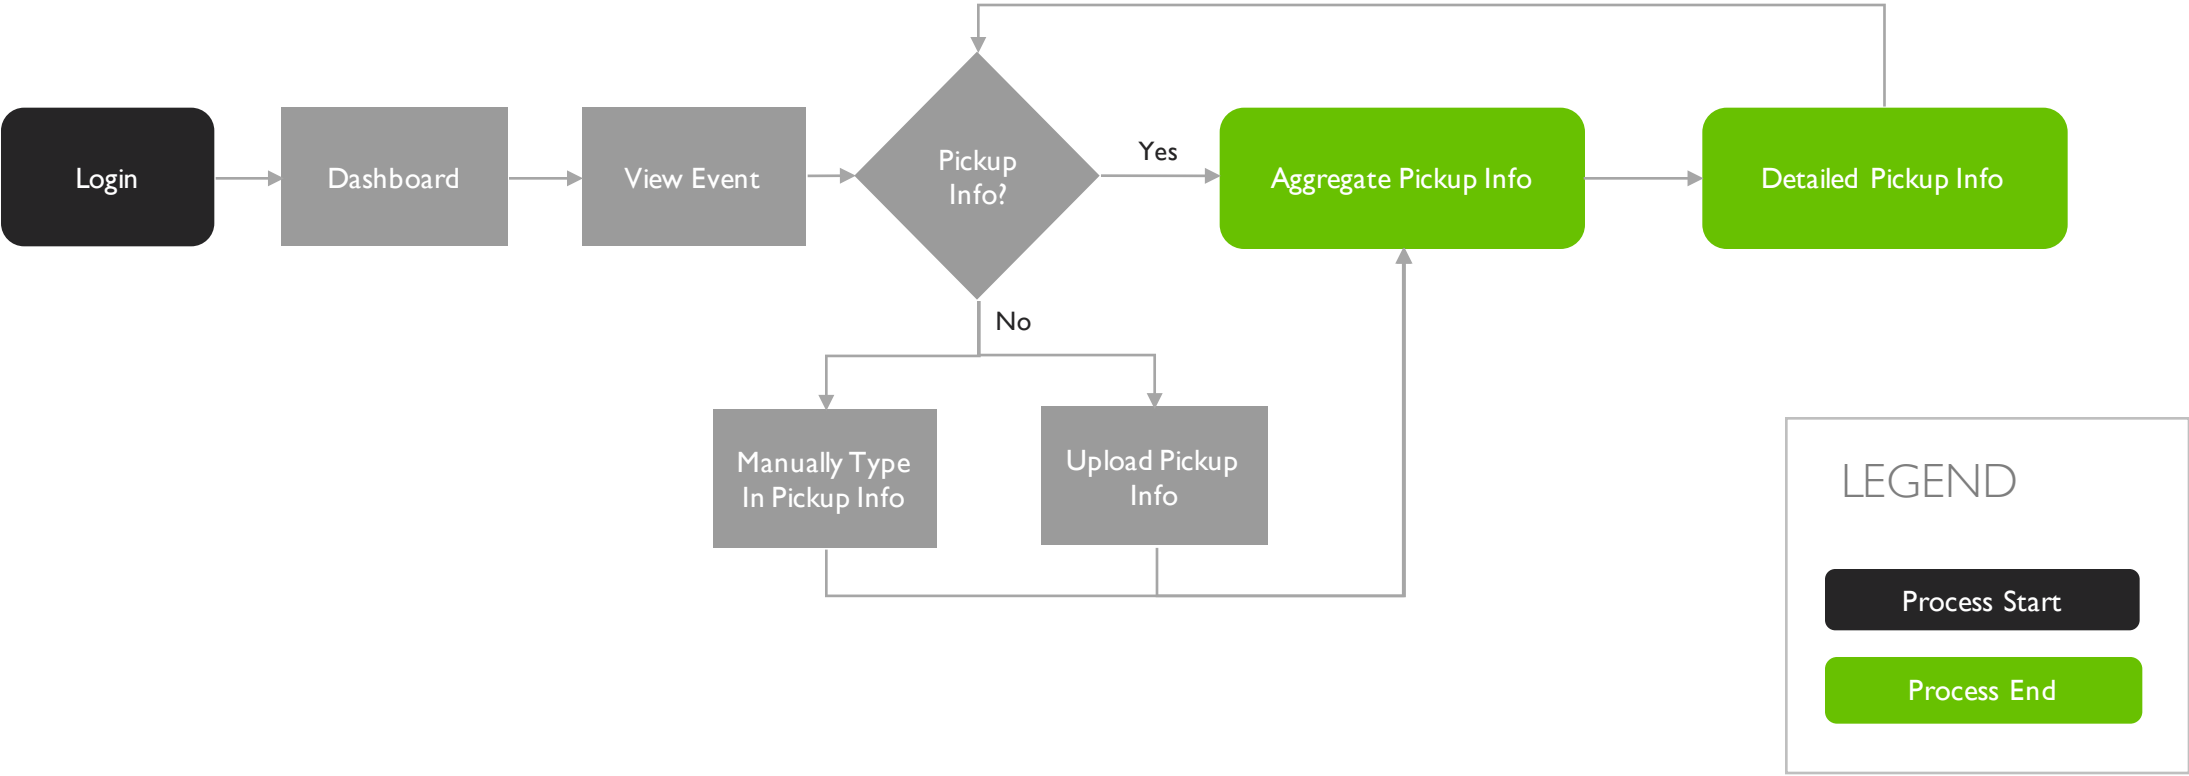 Login
Dashboard
View Event
Pickup
Info?
Yes
Aggregate Pickup Info
Detailed Pickup Info
No
Manually Type
In Pickup Info
Upload Pickup
Info
LEGEND
Process Start
Process End